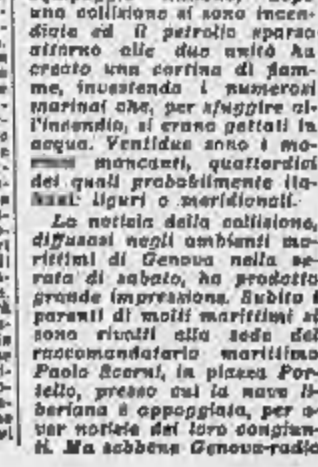 una collisione si sono incen-
diate ed il petrolio sparso
attorno alle due unità ha
creato una cortina di fiam-
me, investendo i numerosi
marinai che, per sfuggire al-
l'incendio, si erano gettati in
acqua. Ventidue sono i ma-
mancanti, quattordici
dei quali probabilmente ita-
liguri o meridionali.
La notizia della collisione,
diffusasi negli ambienti ma-
rittimi di Genova nella se-
rata di sabato, ha prodotto
grande impressione. Subito i
parenti di molti marittimi si
sono rivolti alla sede del
raccomandatario marittimo
Paolo Scerni, in piazza Por-
tello, presso cui la nave li-
beriana è appoggiata, per a-
ver notizie dei loro congiun-
ti. Ma sebbene Genova-radio